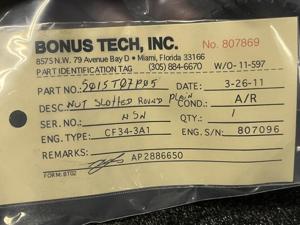 BONUS TECH, INC. No. 807869
8575 N.W. 79 Avenue Bay D • Miami, Florida 33166
PART IDENTIFICATION TAG (305) 884-6670 W/O-11-597
PART NO.: 5015T07P05 DATE: 3-26-11
DESC.: NUT SLOTTED ROUND PLAIN COND.: A/R
SER. NO.: NSN QTY.: 1
ENG. TYPE: CF34-3A1 ENG. S/N: 807096
REMARKS:
AP2886650
FORM: BT02